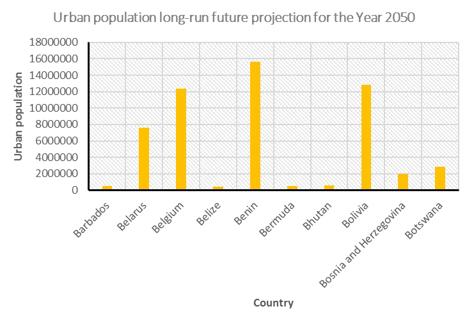 Urban population long-run future projection for the Year 2050
Urban population
18000000
16000000
14000000
12000000
10000000
8000000
6000000
4000000
2000000
0
Barbados
Belarus
Belgium
Belize
Benin
Bermuda
Bhutan
Bolivia
Bosnia and Herzegovina
Botswana
Country